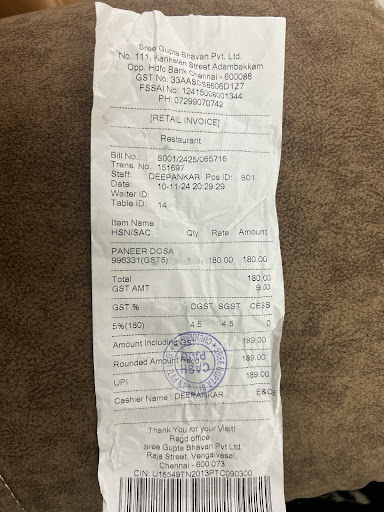 Sree Gupta Bhavan Pvt. Ltd.
No. 111, Karikalan Street Adambakkam
Opp. Hdfc Bank Chennai - 600088
GST No: 33AASCS8606D1Z7
FSSAI No: 12415008001344
PH: 07299070742
[RETAIL INVOICE]
Restaurant
Bill No.: S001/2425/065716
Trans. No. 151697
Staff: DEEPANKAR Pos ID: 801
Date: 10-11-24 20:29:29
Waiter ID:
Table ID: 14
Item Name
HSN/SAC Qty Rate Amount
PANEER DOSA
996331(GST5) 1 180.00 180.00
Total 180.00
GST AMT 9.00
GST % CGST SGST CESS
5%(180) 4.5 4.5 0
Amount Including GST 189.00
Rounded Amount 189.00
UPI 189.00
Cashier Name : DEEPANKAR E&OE
CASH PAID
Thank You for your Visit!
Regd office:
Sree Gupta Bhavan Pvt Ltd.
Raja Street, Vengaivasal,
Chennai - 600 073
CIN: U15549TN2013PTC090300